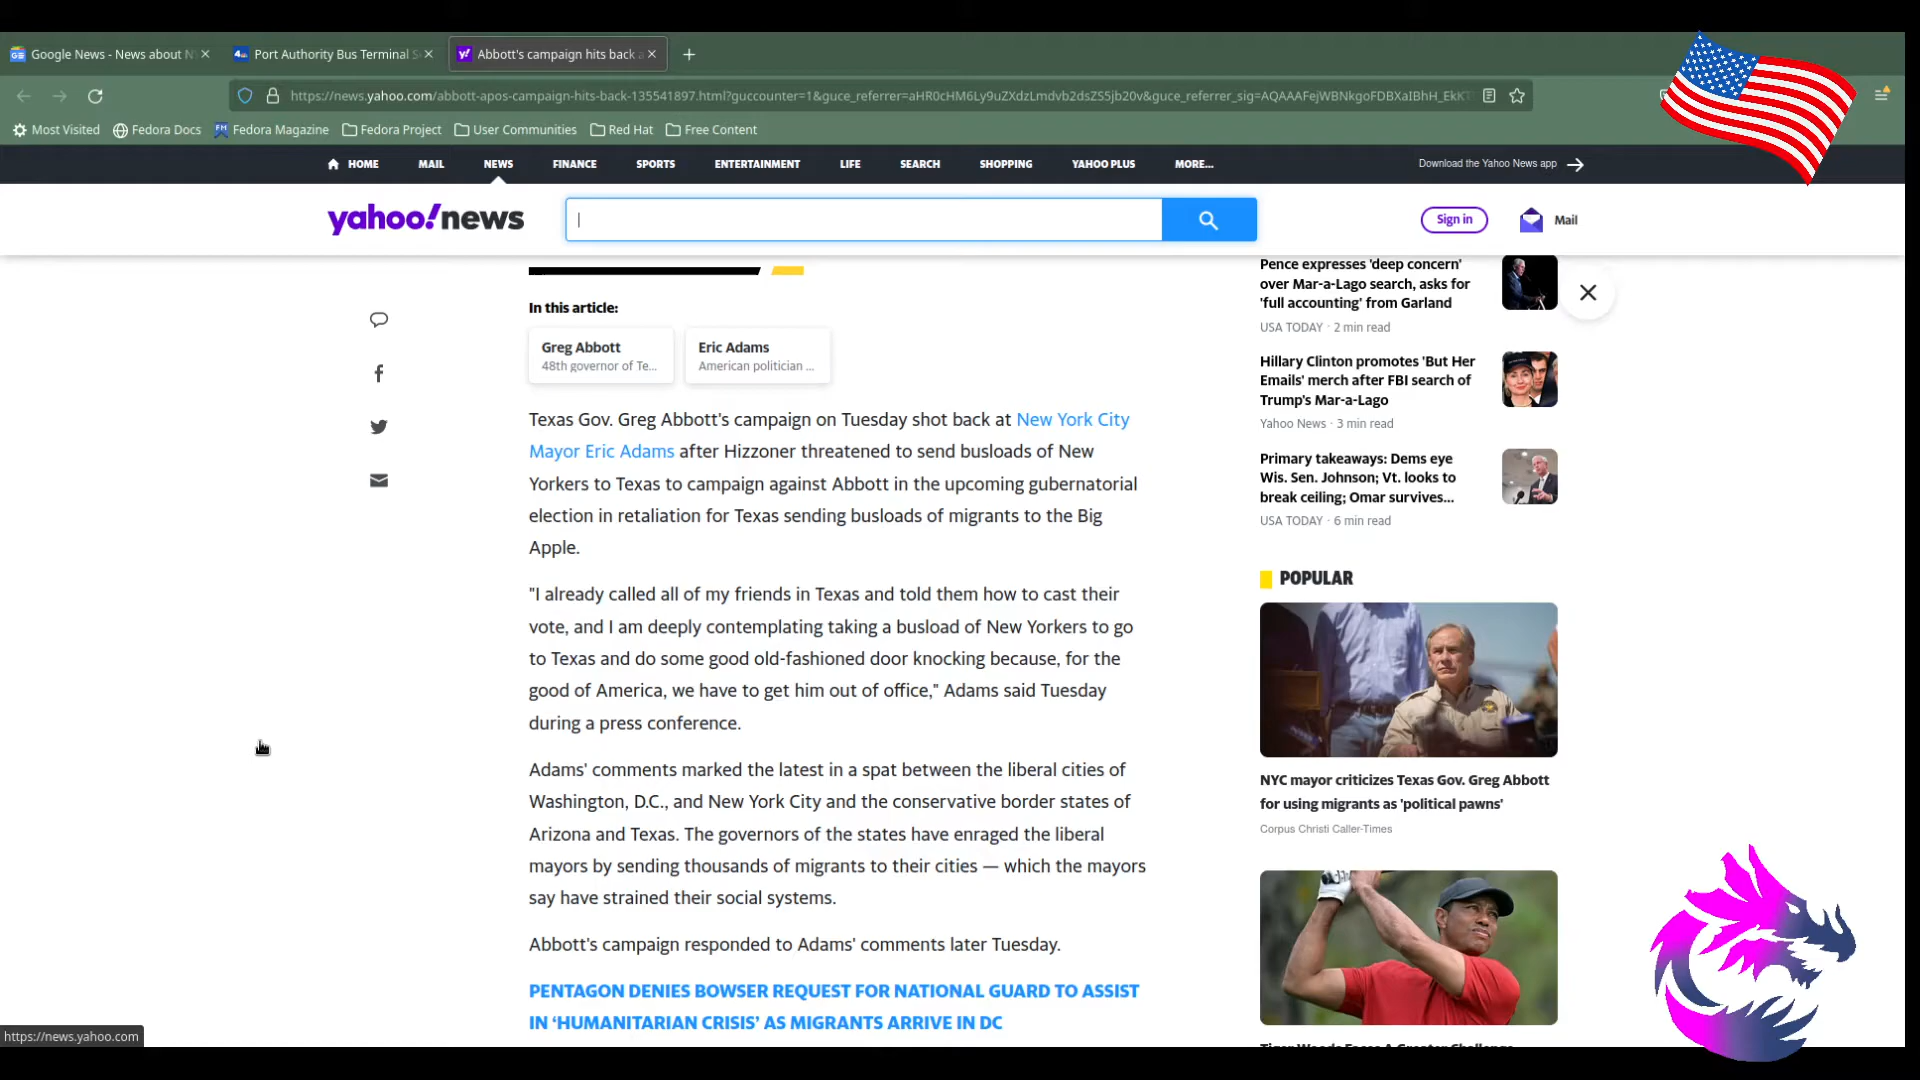 Google News - News about N
Port Authority Bus Terminal S
Abbott's campaign hits back a
https://news.yahoo.com/abbott-apos-campaign-hits-back-135541897.html?guccounter=1&guce_referrer=aHR0cHM6Ly9uZXdzLmdvb2dsZS5jb20v&guce_referrer_sig=AQAAAFejWBNkgoFDBXaIBhH_EkKT
Most Visited
Fedora Docs
Fedora Magazine
Fedora Project
User Communities
Red Hat
Free Content
HOME
MAIL
NEWS
FINANCE
SPORTS
ENTERTAINMENT
LIFE
SEARCH
SHOPPING
YAHOO PLUS
MORE...
Download the Yahoo News app
yahoo!news
Sign in
Mail
In this article:
Greg Abbott
48th governor of Te...
Eric Adams
American politician ...
Texas Gov. Greg Abbott's campaign on Tuesday shot back at New York City
Mayor Eric Adams after Hizzoner threatened to send busloads of New
Yorkers to Texas to campaign against Abbott in the upcoming gubernatorial
election in retaliation for Texas sending busloads of migrants to the Big
Apple.
"I already called all of my friends in Texas and told them how to cast their
vote, and I am deeply contemplating taking a busload of New Yorkers to go
to Texas and do some good old-fashioned door knocking because, for the
good of America, we have to get him out of office," Adams said Tuesday
during a press conference.
Adams' comments marked the latest in a spat between the liberal cities of
Washington, D.C., and New York City and the conservative border states of
Arizona and Texas. The governors of the states have enraged the liberal
mayors by sending thousands of migrants to their cities — which the mayors
say have strained their social systems.
Abbott's campaign responded to Adams' comments later Tuesday.
PENTAGON DENIES BOWSER REQUEST FOR NATIONAL GUARD TO ASSIST
IN ‘HUMANITARIAN CRISIS’ AS MIGRANTS ARRIVE IN DC
Pence expresses 'deep concern'
over Mar-a-Lago search, asks for
'full accounting' from Garland
USA TODAY · 2 min read
Hillary Clinton promotes 'But Her
Emails' merch after FBI search of
Trump's Mar-a-Lago
Yahoo News · 3 min read
Primary takeaways: Dems eye
Wis. Sen. Johnson; Vt. looks to
break ceiling; Omar survives...
USA TODAY · 6 min read
POPULAR
NYC mayor criticizes Texas Gov. Greg Abbott
for using migrants as 'political pawns'
Corpus Christi Caller-Times
Tiger Woods Faces A Greater Challenge
https://news.yahoo.com